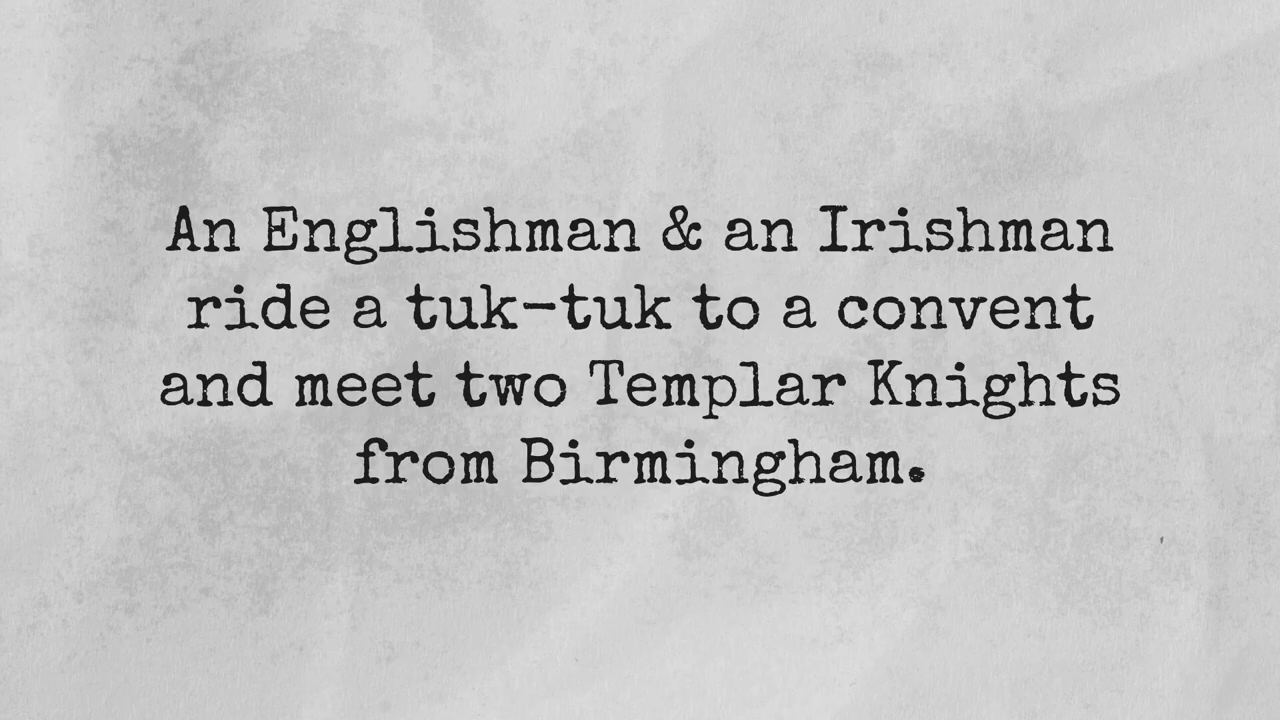 An Englishman & an Irishman
ride a tuk-tuk to a convent
and meet two Templar Knights
from Birmingham.